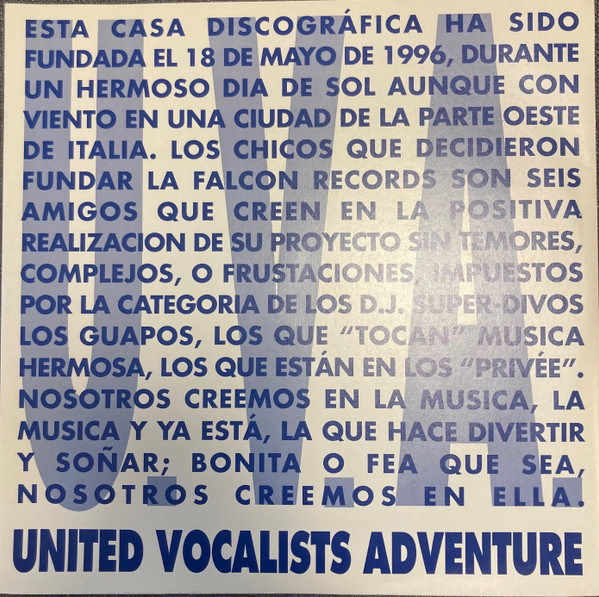 ESTA CASA DISCOGRÁFICA HA SIDO
FUNDADA EL 18 DE MAYO DE 1996, DURANTE
UN HERMOSO DIA DE SOL AUNQUE CON
VIENTO EN UNA CIUDAD DE LA PARTE OESTE
DE ITALIA. LOS CHICOS QUE DECIDIERON
FUNDAR LA FALCON RECORDS SON SEIS
AMIGOS QUE CREEN EN LA POSITIVA
REALIZACION DE SU PROYECTO SIN TEMORES,
COMPLEJOS, O FRUSTACIONES, IMPUESTOS
POR LA CATEGORIA DE LOS D.J. SUPER-DIVOS
LOS GUAPOS, LOS QUE “TOCAN” MUSICA
HERMOSA, LOS QUE ESTÁN EN LOS “PRIVÉE”.
NOSOTROS CREEMOS EN LA MUSICA, LA
MUSICA Y YA ESTÁ, LA QUE HACE DIVERTIR
Y SOÑAR; BONITA O FEA QUE SEA,
NOSOTROS CREEMOS EN ELLA.
U.V.A.
UNITED VOCALISTS ADVENTURE